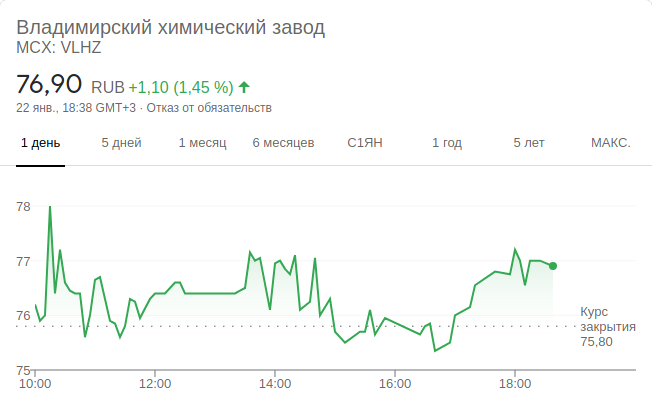 Владимирский химический завод
MCX: VLHZ
76,90 RUB +1,10 (1,45 %)
22 янв., 18:38 GMT+3 · Отказ от обязательств
1 день 5 дней 1 месяц 6 месяцев С1ЯН 1 год 5 лет МАКС.
78
77
76
Курс
закрытия
75,80
75
10:00 12:00 14:00 16:00 18:00